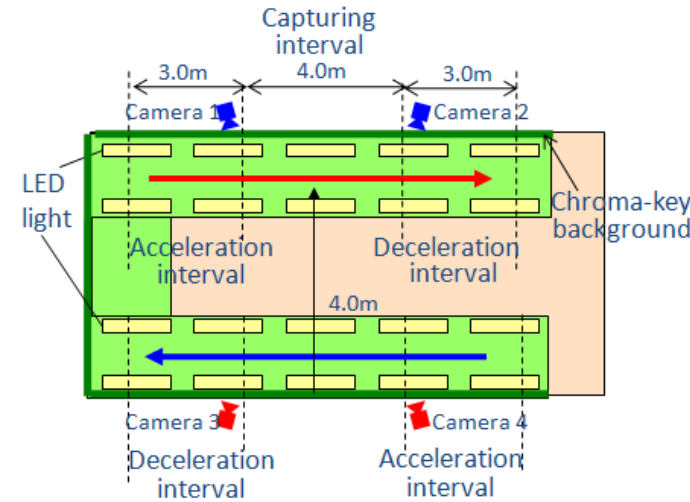 Capturing
interval
3.0m
4.0m
3.0m
Camera 1
Camera 2
LED
light
Chroma-key
background
Acceleration
interval
Deceleration
interval
4.0m
Camera 3
Camera 4
Deceleration
interval
Acceleration
interval